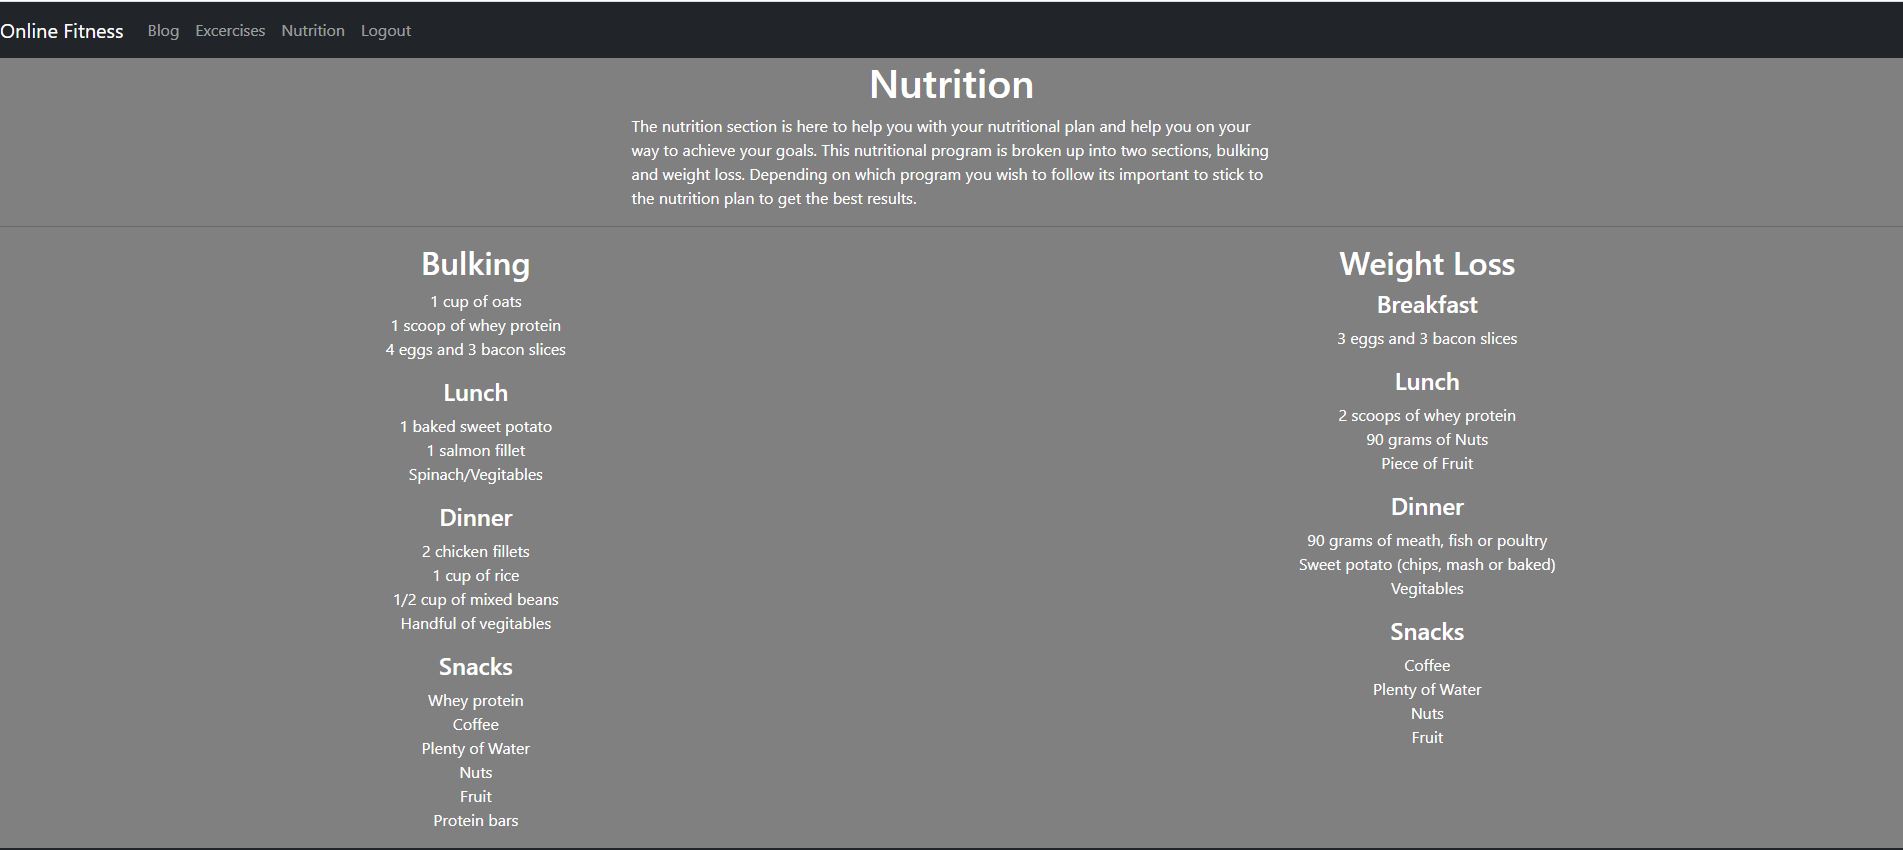 Online Fitness Blog Excercises Nutrition Logout
Nutrition
The nutrition section is here to help you with your nutritional plan and help you on your
way to achieve your goals. This nutritional program is broken up into two sections, bulking
and weight loss. Depending on which program you wish to follow its important to stick to
the nutrition plan to get the best results.
Bulking
1 cup of oats
1 scoop of whey protein
4 eggs and 3 bacon slices
Lunch
1 baked sweet potato
1 salmon fillet
Spinach/Vegitables
Dinner
2 chicken fillets
1 cup of rice
1/2 cup of mixed beans
Handful of vegitables
Snacks
Whey protein
Coffee
Plenty of Water
Nuts
Fruit
Protein bars
Weight Loss
Breakfast
3 eggs and 3 bacon slices
Lunch
2 scoops of whey protein
90 grams of Nuts
Piece of Fruit
Dinner
90 grams of meath, fish or poultry
Sweet potato (chips, mash or baked)
Vegitables
Snacks
Coffee
Plenty of Water
Nuts
Fruit